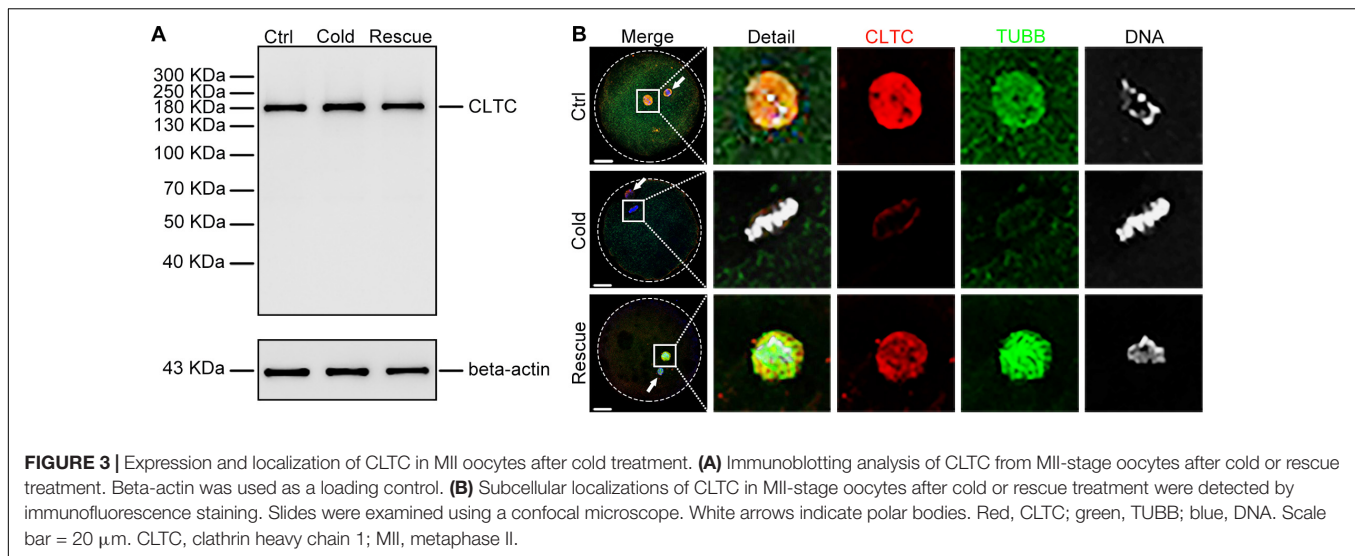 A
Ctrl Cold Rescue
300 KDa
250 KDa
180 KDa
130 KDa
100 KDa
70 KDa
50 KDa
40 KDa
CLTC
43 KDa
beta-actin
B
Merge Detail CLTC TUBB DNA
Ctrl
Cold
Rescue
FIGURE 3 | Expression and localization of CLTC in MII oocytes after cold treatment. (A) Immunoblotting analysis of CLTC from MII-stage oocytes after cold or rescue
treatment. Beta-actin was used as a loading control. (B) Subcellular localizations of CLTC in MII-stage oocytes after cold or rescue treatment were detected by
immunofluorescence staining. Slides were examined using a confocal microscope. White arrows indicate polar bodies. Red, CLTC; green, TUBB; blue, DNA. Scale
bar = 20 μm. CLTC, clathrin heavy chain 1; MII, metaphase II.